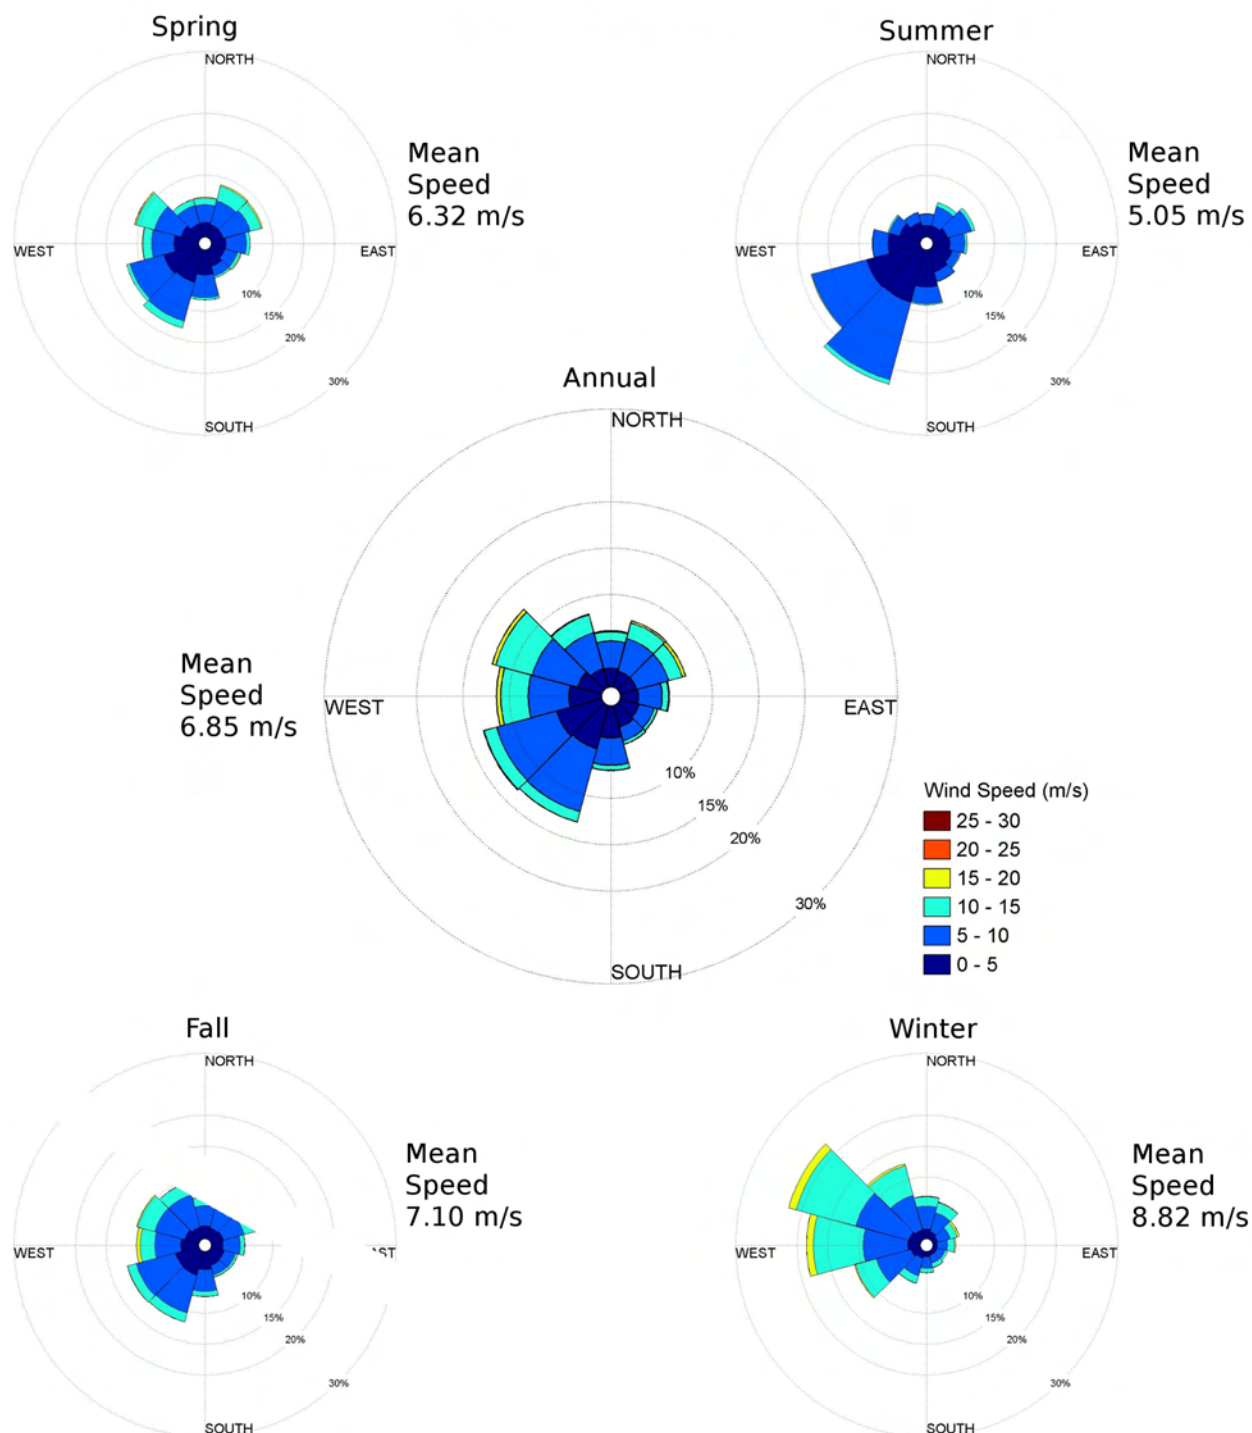 Spring
NORTH
Mean
Speed
6.32 m/s
WEST
EAST
10%
15%
20%
30%
SOUTH
Summer
NORTH
Mean
Speed
5.05 m/s
WEST
EAST
10%
15%
20%
30%
SOUTH
Annual
NORTH
Mean
Speed
6.85 m/s
WEST
EAST
10%
15%
20%
30%
SOUTH
Wind Speed (m/s)
25 - 30
20 - 25
15 - 20
10 - 15
5 - 10
0 - 5
Fall
NORTH
Mean
Speed
7.10 m/s
WEST
10%
15%
20%
30%
SOUTH
Winter
NORTH
Mean
Speed
8.82 m/s
WEST
EAST
10%
15%
20%
30%
SOUTH